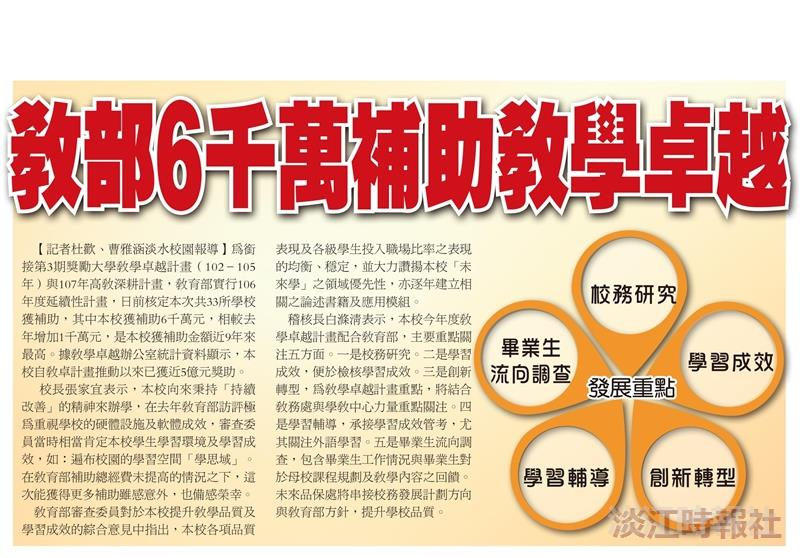 教部6千萬補助教學卓越
【記者杜歡、曹雅涵淡水校園報導】為銜
接第3期獎勵大學教學卓越計畫（102－105
年）與107年高教深耕計畫，教育部實行106
年度延續性計畫，日前核定本次共33所學校
獲補助，其中本校獲補助6千萬元，相較去
年增加1千萬元，是本校獲補助金額近9年來
最高。據教學卓越辦公室統計資料顯示，本
校自教卓計畫推動以來已獲近5億元獎助。
校長張家宜表示，本校向來秉持「持續
改善」的精神來辦學，在去年教育部訪評極
為重視學校的硬體設施及軟體成效，審查委
員當時相當肯定本校學生學習環境及學習成
效，如：遍布校園的學習空間「學思域」。
在教育部補助總經費未提高的情況之下，這
次能獲得更多補助雖感意外，也備感榮幸。
教育部審查委員對於本校提升教學品質及
學習成效的綜合意見中指出，本校各項品質
表現及各級學生投入職場比率之表現
的均衡、穩定，並大力讚揚本校「未
來學」之領域優先性，亦逐年建立相
關之論述書籍及應用模組。
稽核長白滌清表示，本校今年度教
學卓越計畫配合教育部，主要重點關
注五方面。一是校務研究。二是學習
成效，便於檢核學習成效。三是創新
轉型，為教學卓越計畫重點，將結合
教務處與學教中心力量重點關注。四
是學習輔導，承接學習成效管考，尤
其關注外語學習。五是畢業生流向調
查，包含畢業生工作情況與畢業生對
於母校課程規劃及教學內容之回饋。
未來品保處將串接校務發展計劃方向
與教育部方針，提升學校品質。
校務研究
畢業生
流向調查
學習成效
發展重點
學習輔導
創新轉型
淡江時報社